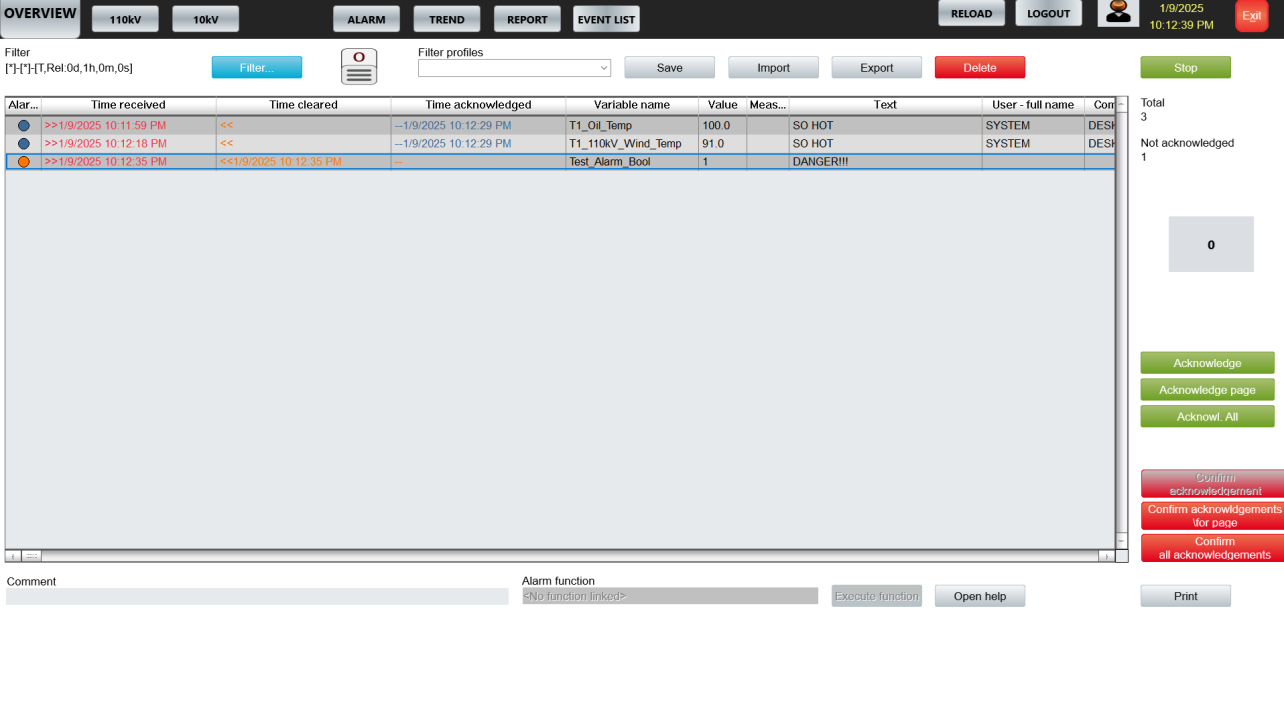 OVERVIEW
110kV
10kV
ALARM
TREND
REPORT
EVENT LIST
RELOAD
LOGOUT
1/9/2025
10:12:39 PM
Exit
Filter
[*]-[*]-[T,Rel:0d,1h,0m,0s]
Filter...
O
Filter profiles
Save
Import
Export
Delete
Stop
Alar... Time received Time cleared Time acknowledged Variable name Value Meas... Text User - full name Com
>>1/9/2025 10:11:59 PM << --1/9/2025 10:12:29 PM T1_Oil_Temp 100.0 SO HOT SYSTEM DESK
>>1/9/2025 10:12:18 PM << --1/9/2025 10:12:29 PM T1_110kV_Wind_Temp 91.0 SO HOT SYSTEM DESK
>>1/9/2025 10:12:35 PM <<1/9/2025 10:12:35 PM -- Test_Alarm_Bool 1 DANGER!!!
Total
3
Not acknowledged
1
0
Acknowledge
Acknowledge page
Acknowl. All
Confirm
acknowledgement
Confirm acknowldgements
\for page
Confirm
all acknowledgements
Comment
Alarm function
<No function linked>
Execute function
Open help
Print